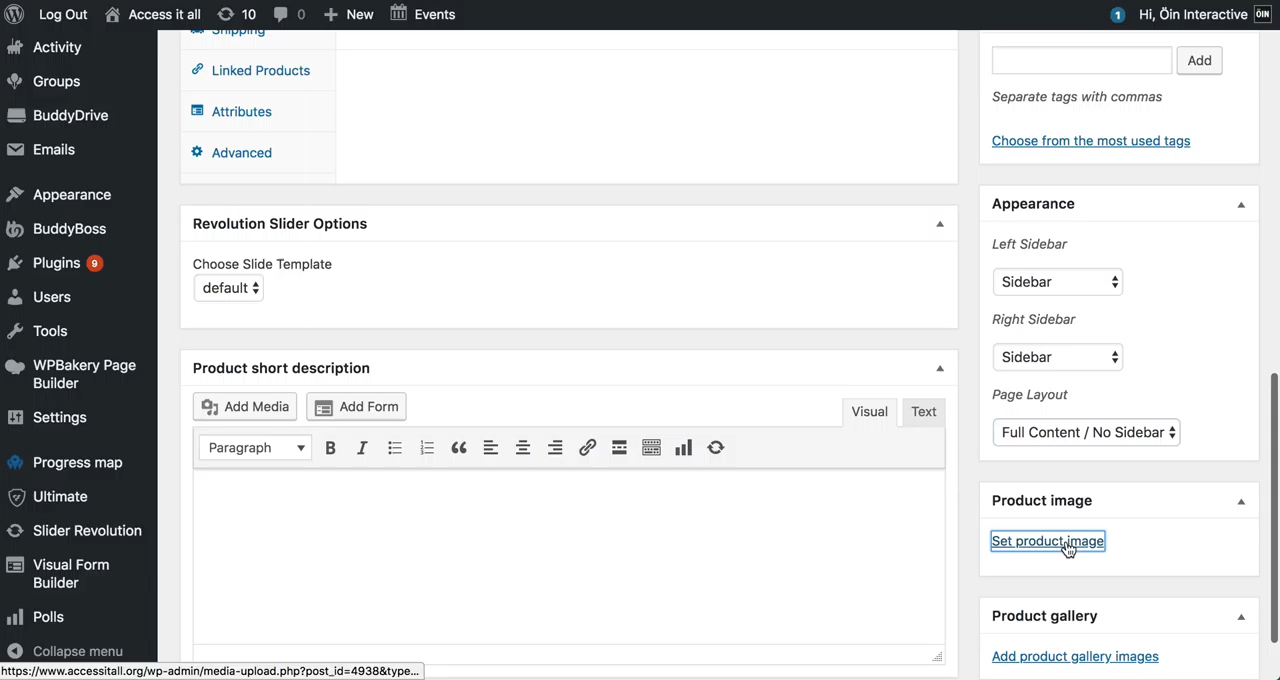 Log Out
Access it all
10
0
New
Events
1
Hi, Öin Interactive
ÖIN
Activity
Groups
BuddyDrive
Emails
Appearance
BuddyBoss
Plugins 9
Users
Tools
WPBakery Page
Builder
Settings
Progress map
Ultimate
Slider Revolution
Visual Form
Builder
Polls
Collapse menu
https://www.accessitall.org/wp-admin/media-upload.php?post_id=4938&type...
Shipping
Linked Products
Attributes
Advanced
Revolution Slider Options
Choose Slide Template
default
Product short description
Add Media
Add Form
Visual
Text
Paragraph
B I
Add
Separate tags with commas
Choose from the most used tags
Appearance
Left Sidebar
Sidebar
Right Sidebar
Sidebar
Page Layout
Full Content / No Sidebar
Product image
Set product image
Product gallery
Add product gallery images